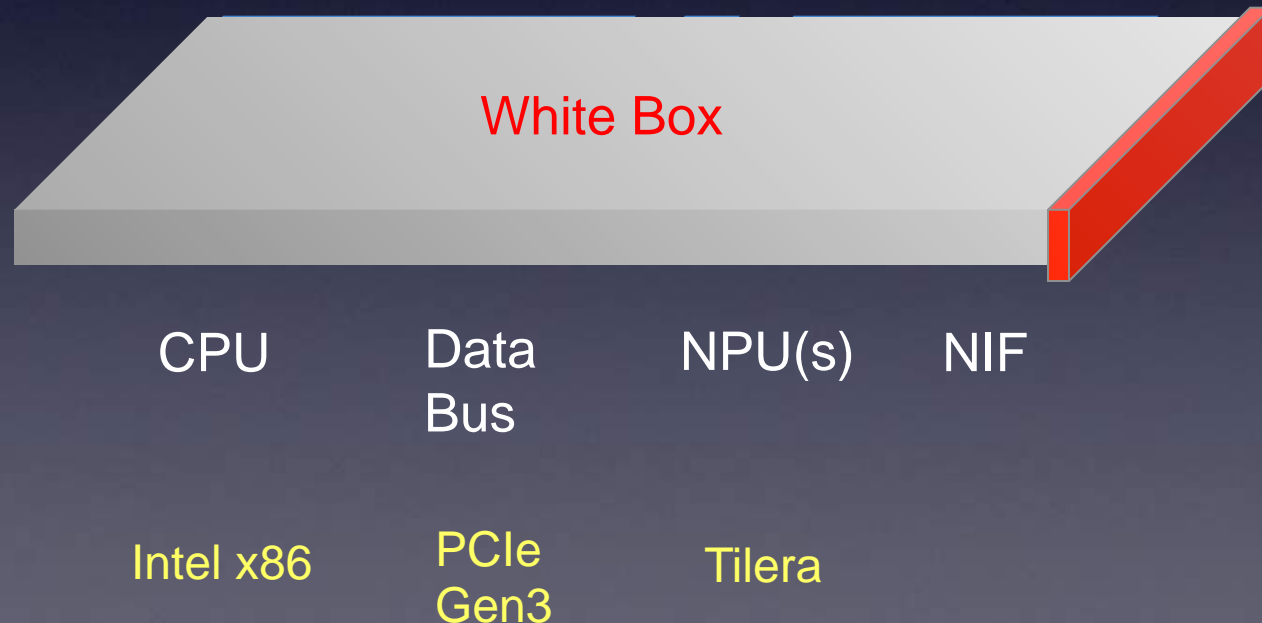 White Box
CPU
Data
Bus
NPU(s)
NIF
Intel x86
PCIe
Gen3
Tilera